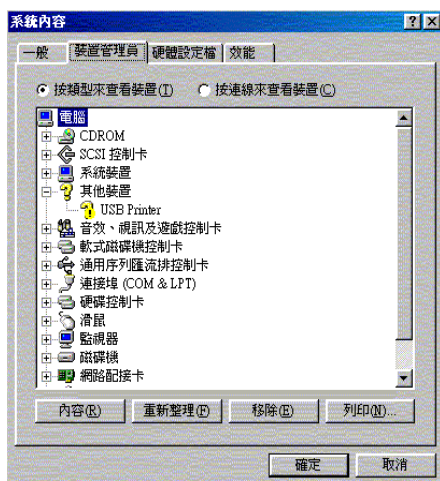 系統內容
一般 裝置管理員 硬體設定檔 效能
按類型來查看裝置(T) 按連線來查看裝置(C)
電腦
CDROM
SCSI 控制卡
系統裝置
其他裝置
USB Printer
音效、視訊及遊戲控制卡
軟式磁碟機控制卡
通用序列匯流排控制卡
連接埠 (COM & LPT)
硬碟控制卡
滑鼠
監視器
磁碟機
網路配接卡
內容(R) 重新整理(F) 移除(E) 列印(N)...
確定 取消